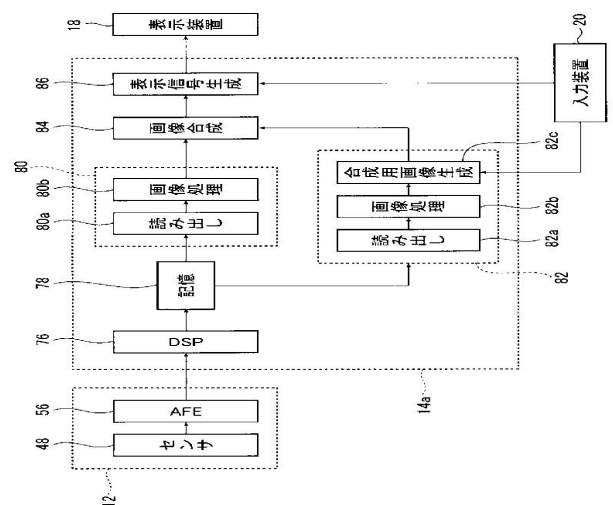 18
表示装置
86
表示信号生成
84
画像合成
80
80b
画像処理
80a
読み出し
78
記憶
76
DSP
56
AFE
48
センサ
12
20
入力装置
82c
合成用画像生成
82b
画像処理
82a
読み出し
82
14a